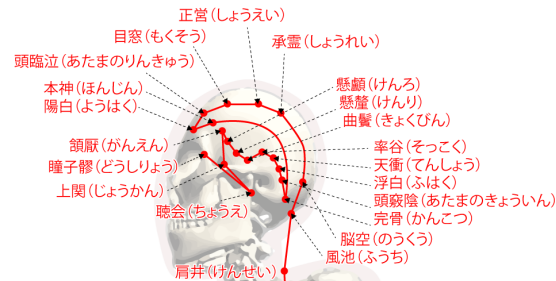 正営（しょうえい）
目窓（もくそう）
承霊（しょうれい）
頭臨泣（あたまのりんきゅう）
本神（ほんじん）
陽白（ようはく）
懸顱（けんろ）
懸釐（けんり）
曲鬢（きょくびん）
頷厭（がんえん）
瞳子髎（どうしりょう）
上関（じょうかん）
聴会（ちょうえ）
率谷（そっこく）
天衝（てんしょう）
浮白（ふはく）
頭竅陰（あたまのきょういん）
完骨（かんこつ）
脳空（のうくう）
風池（ふうち）
肩井（けんせい）